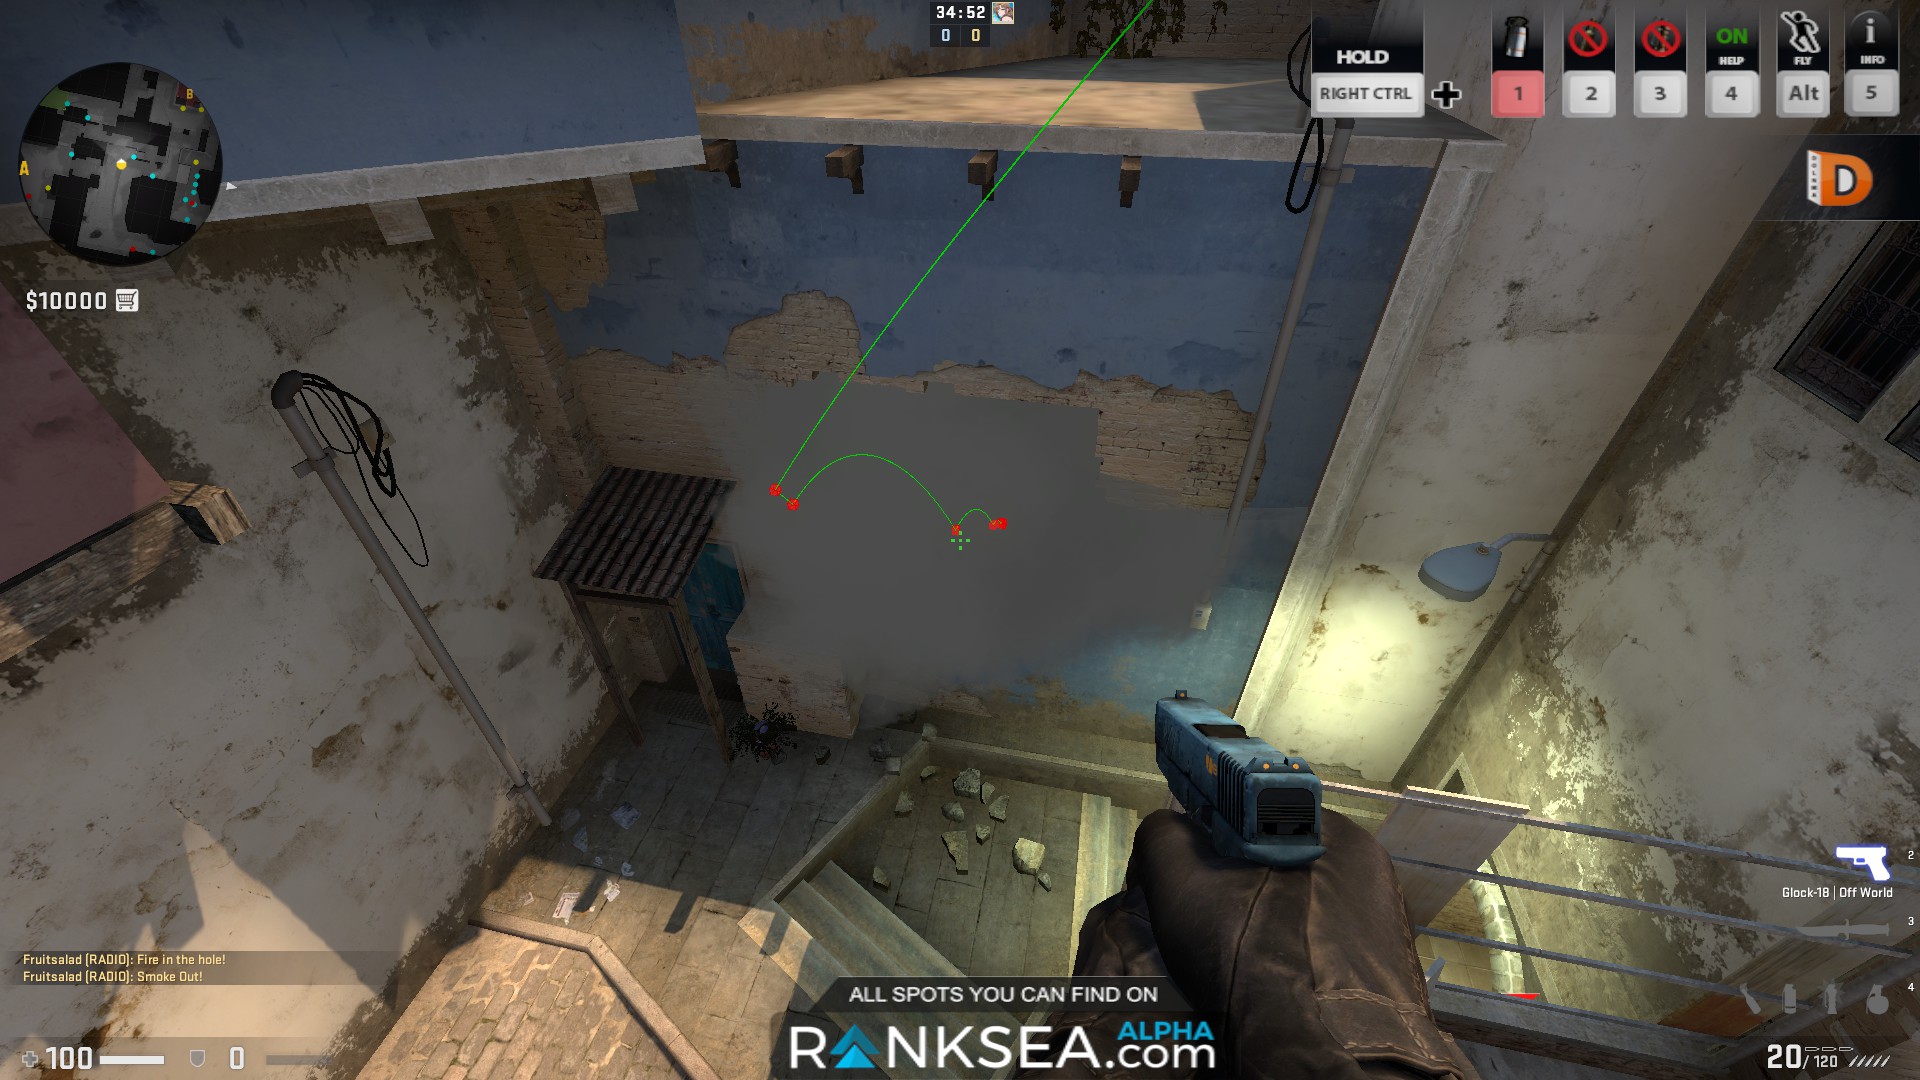 34:52
0 0
HOLD
RIGHT CTRL
1
2
3
ON
HELP
4
FLY
Alt
i
INFO
5
D
B
A
$10000
2
Glock-18 | Off World
3
4
Fruitsalad (RADIO): Fire in the hole!
Fruitsalad (RADIO): Smoke Out!
100
0
ALL SPOTS YOU CAN FIND ON
RANKSEA.com
ALPHA
20/ 120